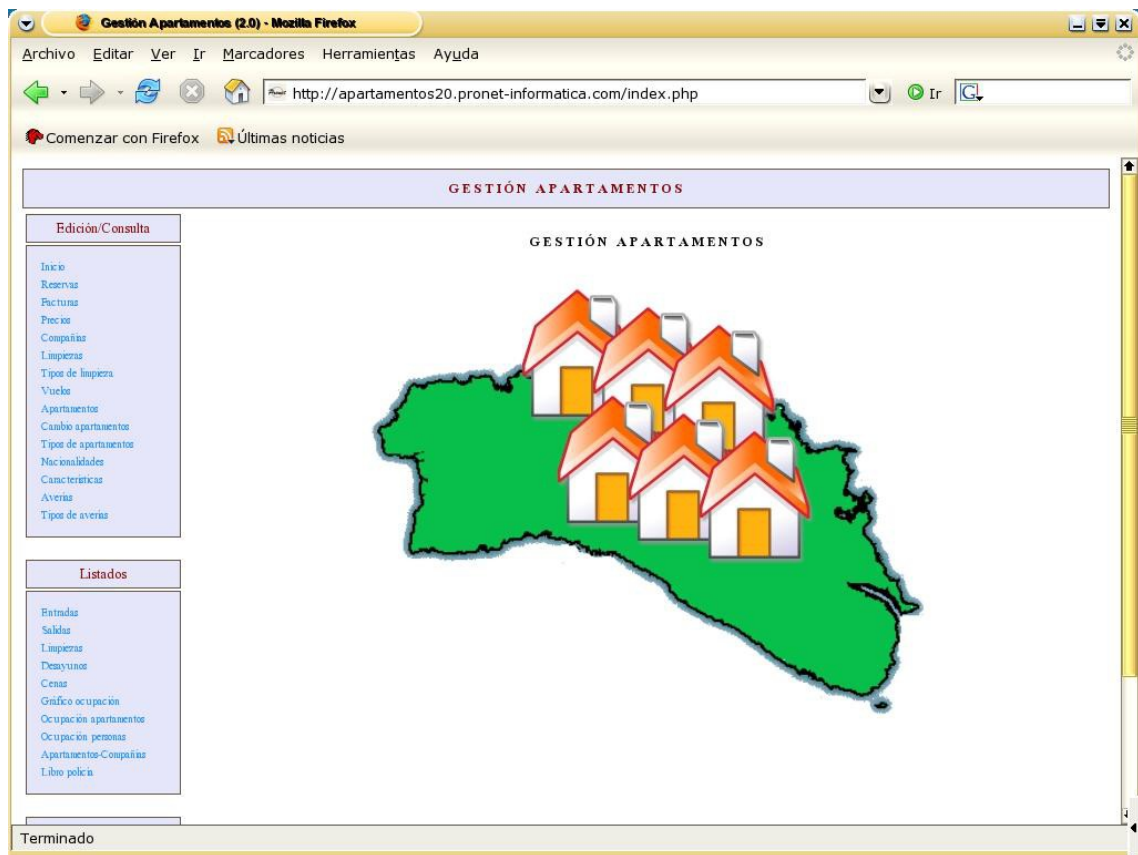 Gestión Apartamentos (2.0) - Mozilla Firefox
Archivo Editar Ver Ir Marcadores Herramientas Ayuda
http://apartamentos20.pronet-informatica.com/index.php Ir G
Comenzar con Firefox Últimas noticias
GESTIÓN APARTAMENTOS
Edición/Consulta
GESTIÓN APARTAMENTOS
Inicio
Reservas
Facturas
Precios
Compañías
Limpiezas
Tipos de limpieza
Vuelos
Apartamentos
Cambio apartamentos
Tipos de apartamentos
Nacionalidades
Características
Averías
Tipos de averías
Listados
Entradas
Salidas
Limpiezas
Desayunos
Cenas
Gráfico ocupación
Ocupación apartamentos
Ocupación personas
Apartamentos-Compañías
Libro policía
Terminado